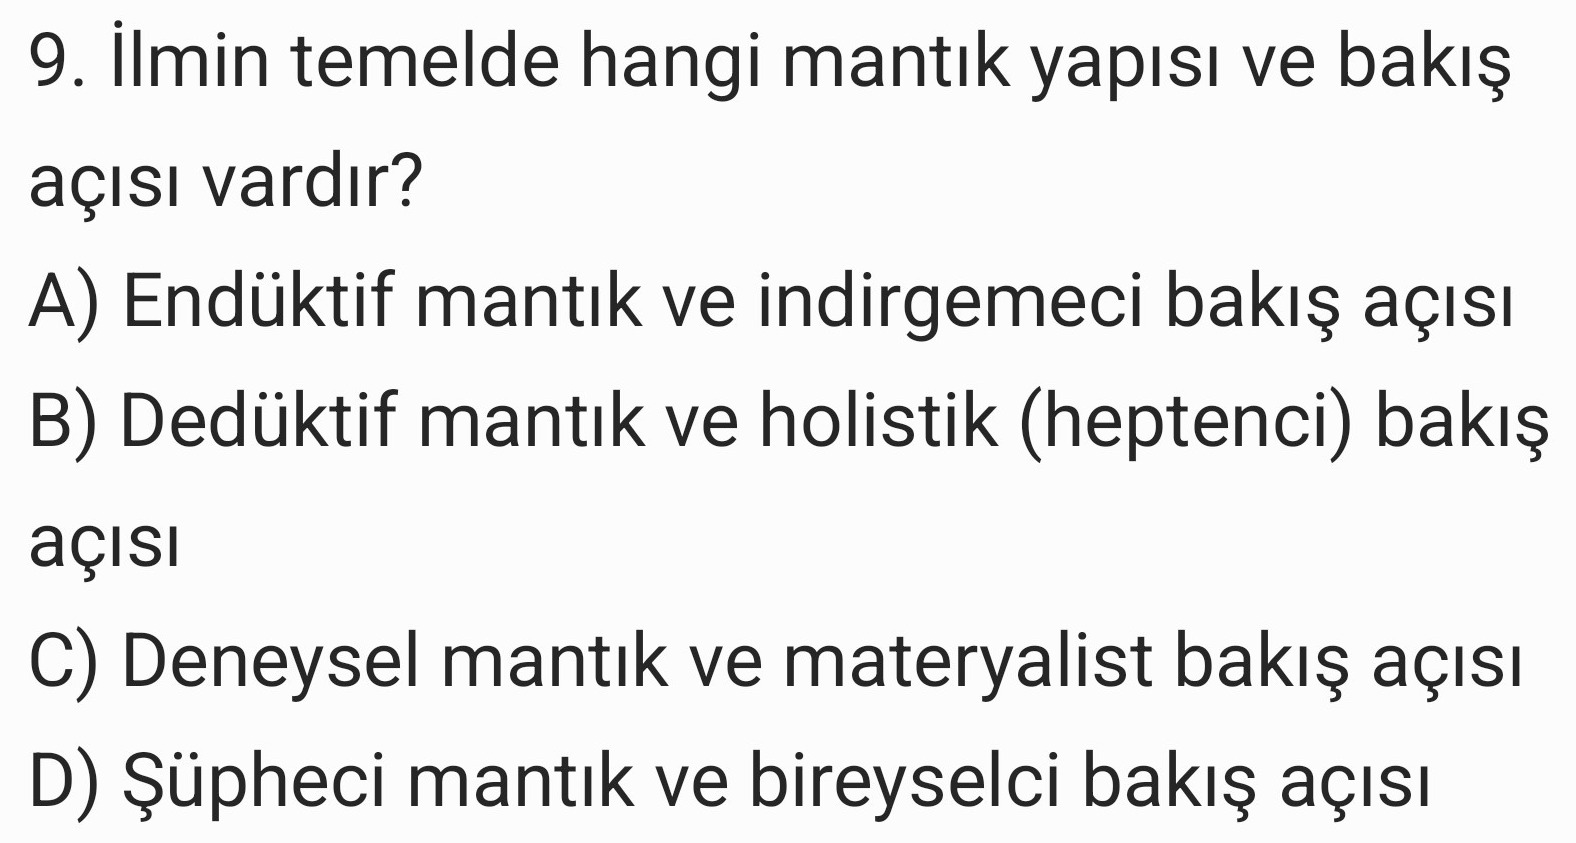 9. İlmin temelde hangi mantık yapısı ve bakış
açısı vardır?
A) Endüktif mantık ve indirgemeci bakış açısı
B) Dedüktif mantık ve holistik (heptenci) bakış
açısı
C) Deneysel mantık ve materyalist bakış açısı
D) Şüpheci mantık ve bireyselci bakış açısı